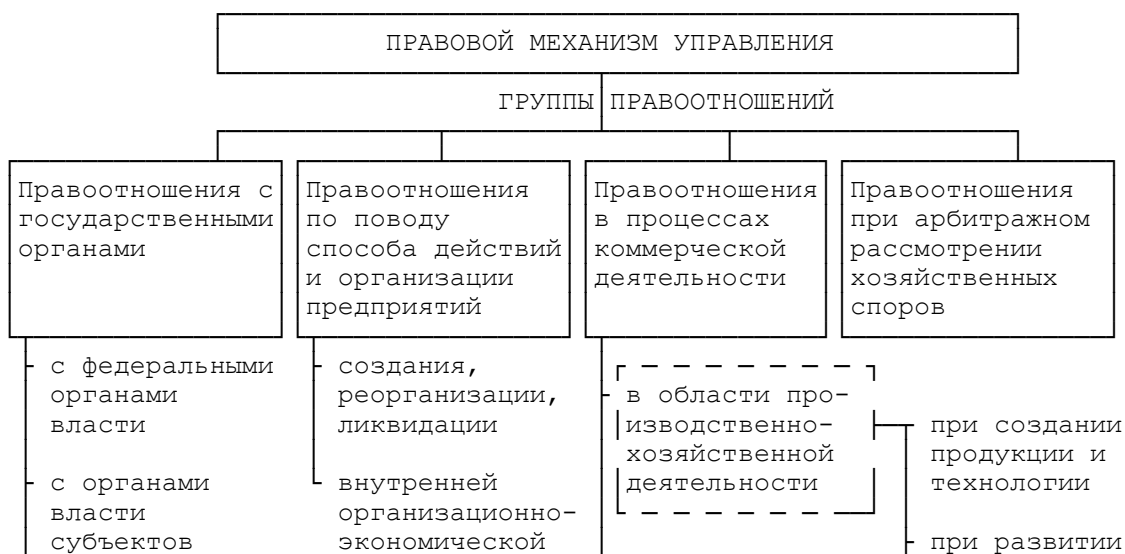 ПРАВОВОЙ МЕХАНИЗМ УПРАВЛЕНИЯ
ГРУППЫ ПРАВООТНОШЕНИЙ
Правоотношения с
государственными
органами
Правоотношения
по поводу
способа действий
и организации
предприятий
Правоотношения
в процессах
коммерческой
деятельности
Правоотношения
при арбитражном
рассмотрении
хозяйственных
споров
с федеральными
органами
власти
с органами
власти
субъектов
создания,
реорганизации,
ликвидации
внутренней
организационно-
экономической
в области про-
изводственно-
хозяйственной
деятельности
при создании
продукции и
технологии
при развитии